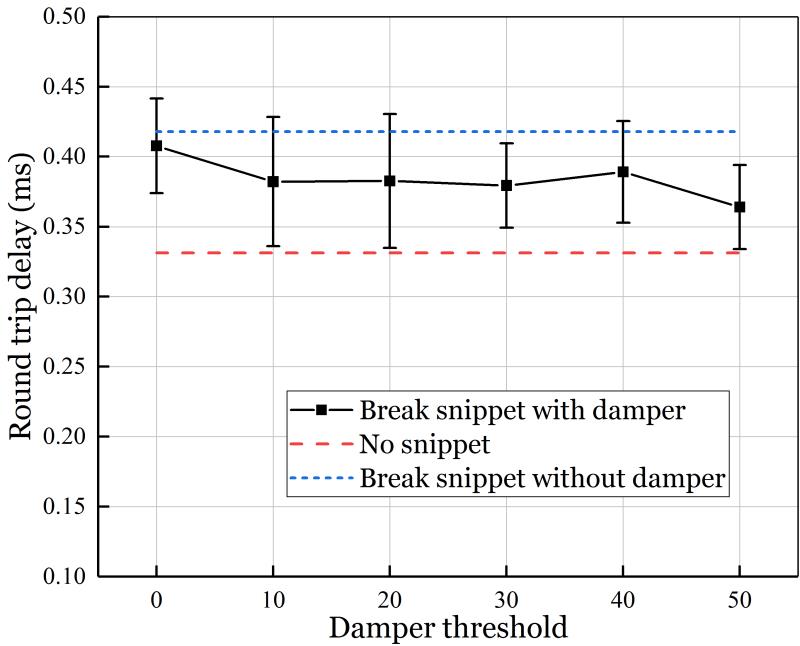 0.50
0.45
0.40
0.35
0.30
0.25
0.20
0.15
0.10
Round trip delay (ms)
Break snippet with damper
No snippet
Break snippet without damper
0 10 20 30 40 50
Damper threshold